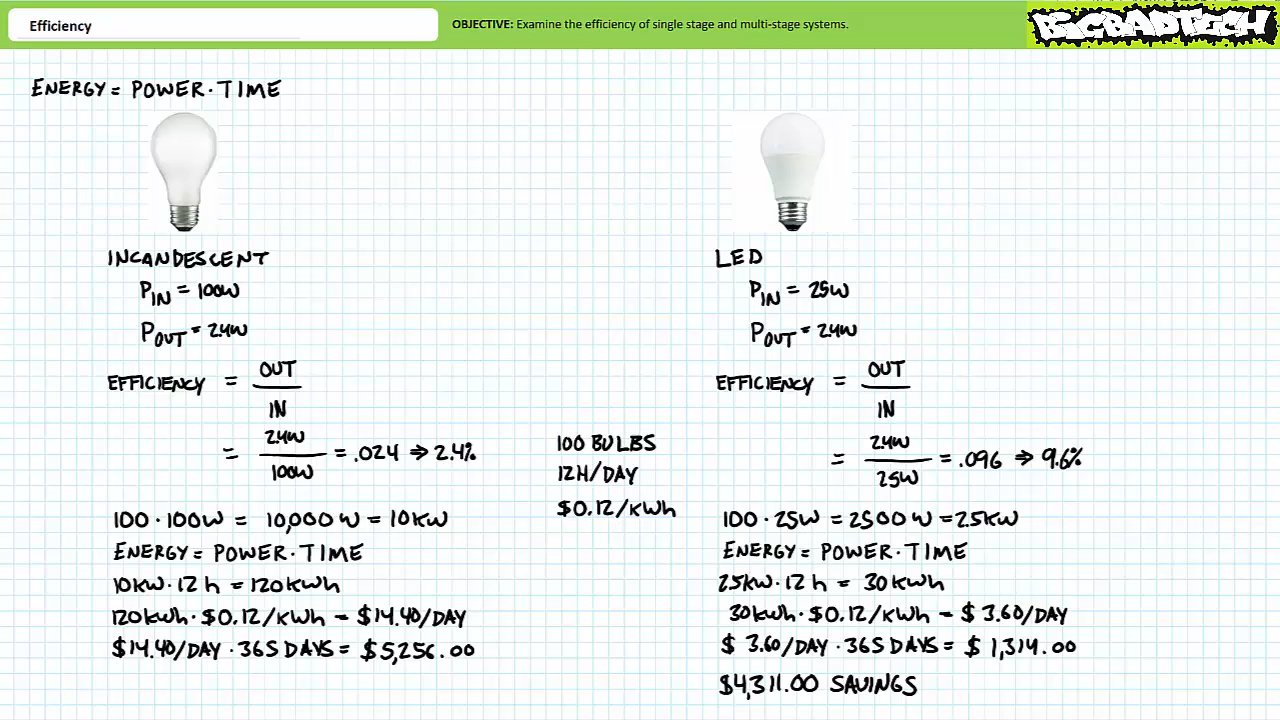 Efficiency
OBJECTIVE: Examine the efficiency of single stage and multi-stage systems.
BIGBADTECH
ENERGY = POWER · TIME
INCANDESCENT
PIN = 100W
POUT = 2.4W
EFFICIENCY = OUT / IN
= 2.4W / 100W = .024 ⇒ 2.4%
100 · 100W = 10,000 W = 10KW
ENERGY = POWER · TIME
10KW · 12 h = 120KWh
120KWh · $0.12/KWh = $14.40/DAY
$14.40/DAY · 365 DAYS = $5,256.00
100 BULBS
12H/DAY
$0.12/KWh
LED
PIN = 25W
POUT = 2.4W
EFFICIENCY = OUT / IN
= 2.4W / 25W = .096 ⇒ 9.6%
100 · 25W = 2500 W = 2.5KW
ENERGY = POWER · TIME
2.5KW · 12 h = 30KWh
30KWh · $0.12/KWh = $3.60/DAY
$3.60/DAY · 365 DAYS = $1,314.00
$4,311.00 SAVINGS